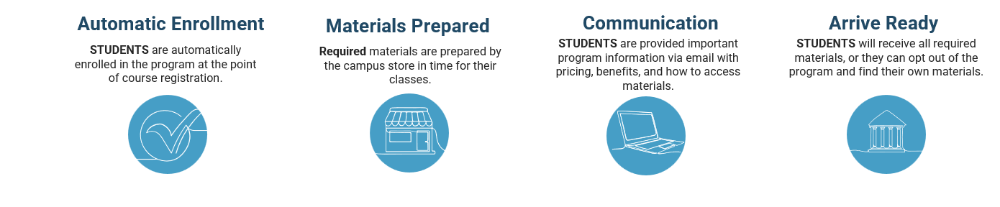 Automatic Enrollment
STUDENTS are automatically
enrolled in the program at the point
of course registration.
Materials Prepared
Required materials are prepared by
the campus store in time for their
classes.
Communication
STUDENTS are provided important
program information via email with
pricing, benefits, and how to access
materials.
Arrive Ready
STUDENTS will receive all required
materials, or they can opt out of the
program and find their own materials.